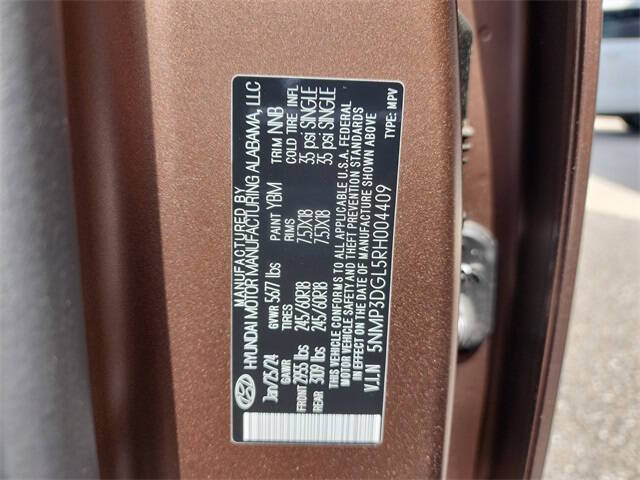 MANUFACTURED BY
HYUNDAI MOTOR MANUFACTURING ALABAMA, LLC
Jan/25/24 GVWR 5677 lbs PAINT YBM TRIM NNB
GAWR TIRES RIMS COLD TIRE INFL
FRONT 2955 lbs 245/60R18 7.5JX18 35 psi SINGLE
REAR 3109 lbs 245/60R18 7.5JX18 35 psi SINGLE
THIS VEHICLE CONFORMS TO ALL APPLICABLE U.S.A. FEDERAL
MOTOR VEHICLE SAFETY AND THEFT PREVENTION STANDARDS
IN EFFECT ON THE DATE OF MANUFACTURE SHOWN ABOVE
V.I.N 5NMP3DGL5RH004409 TYPE: MPV